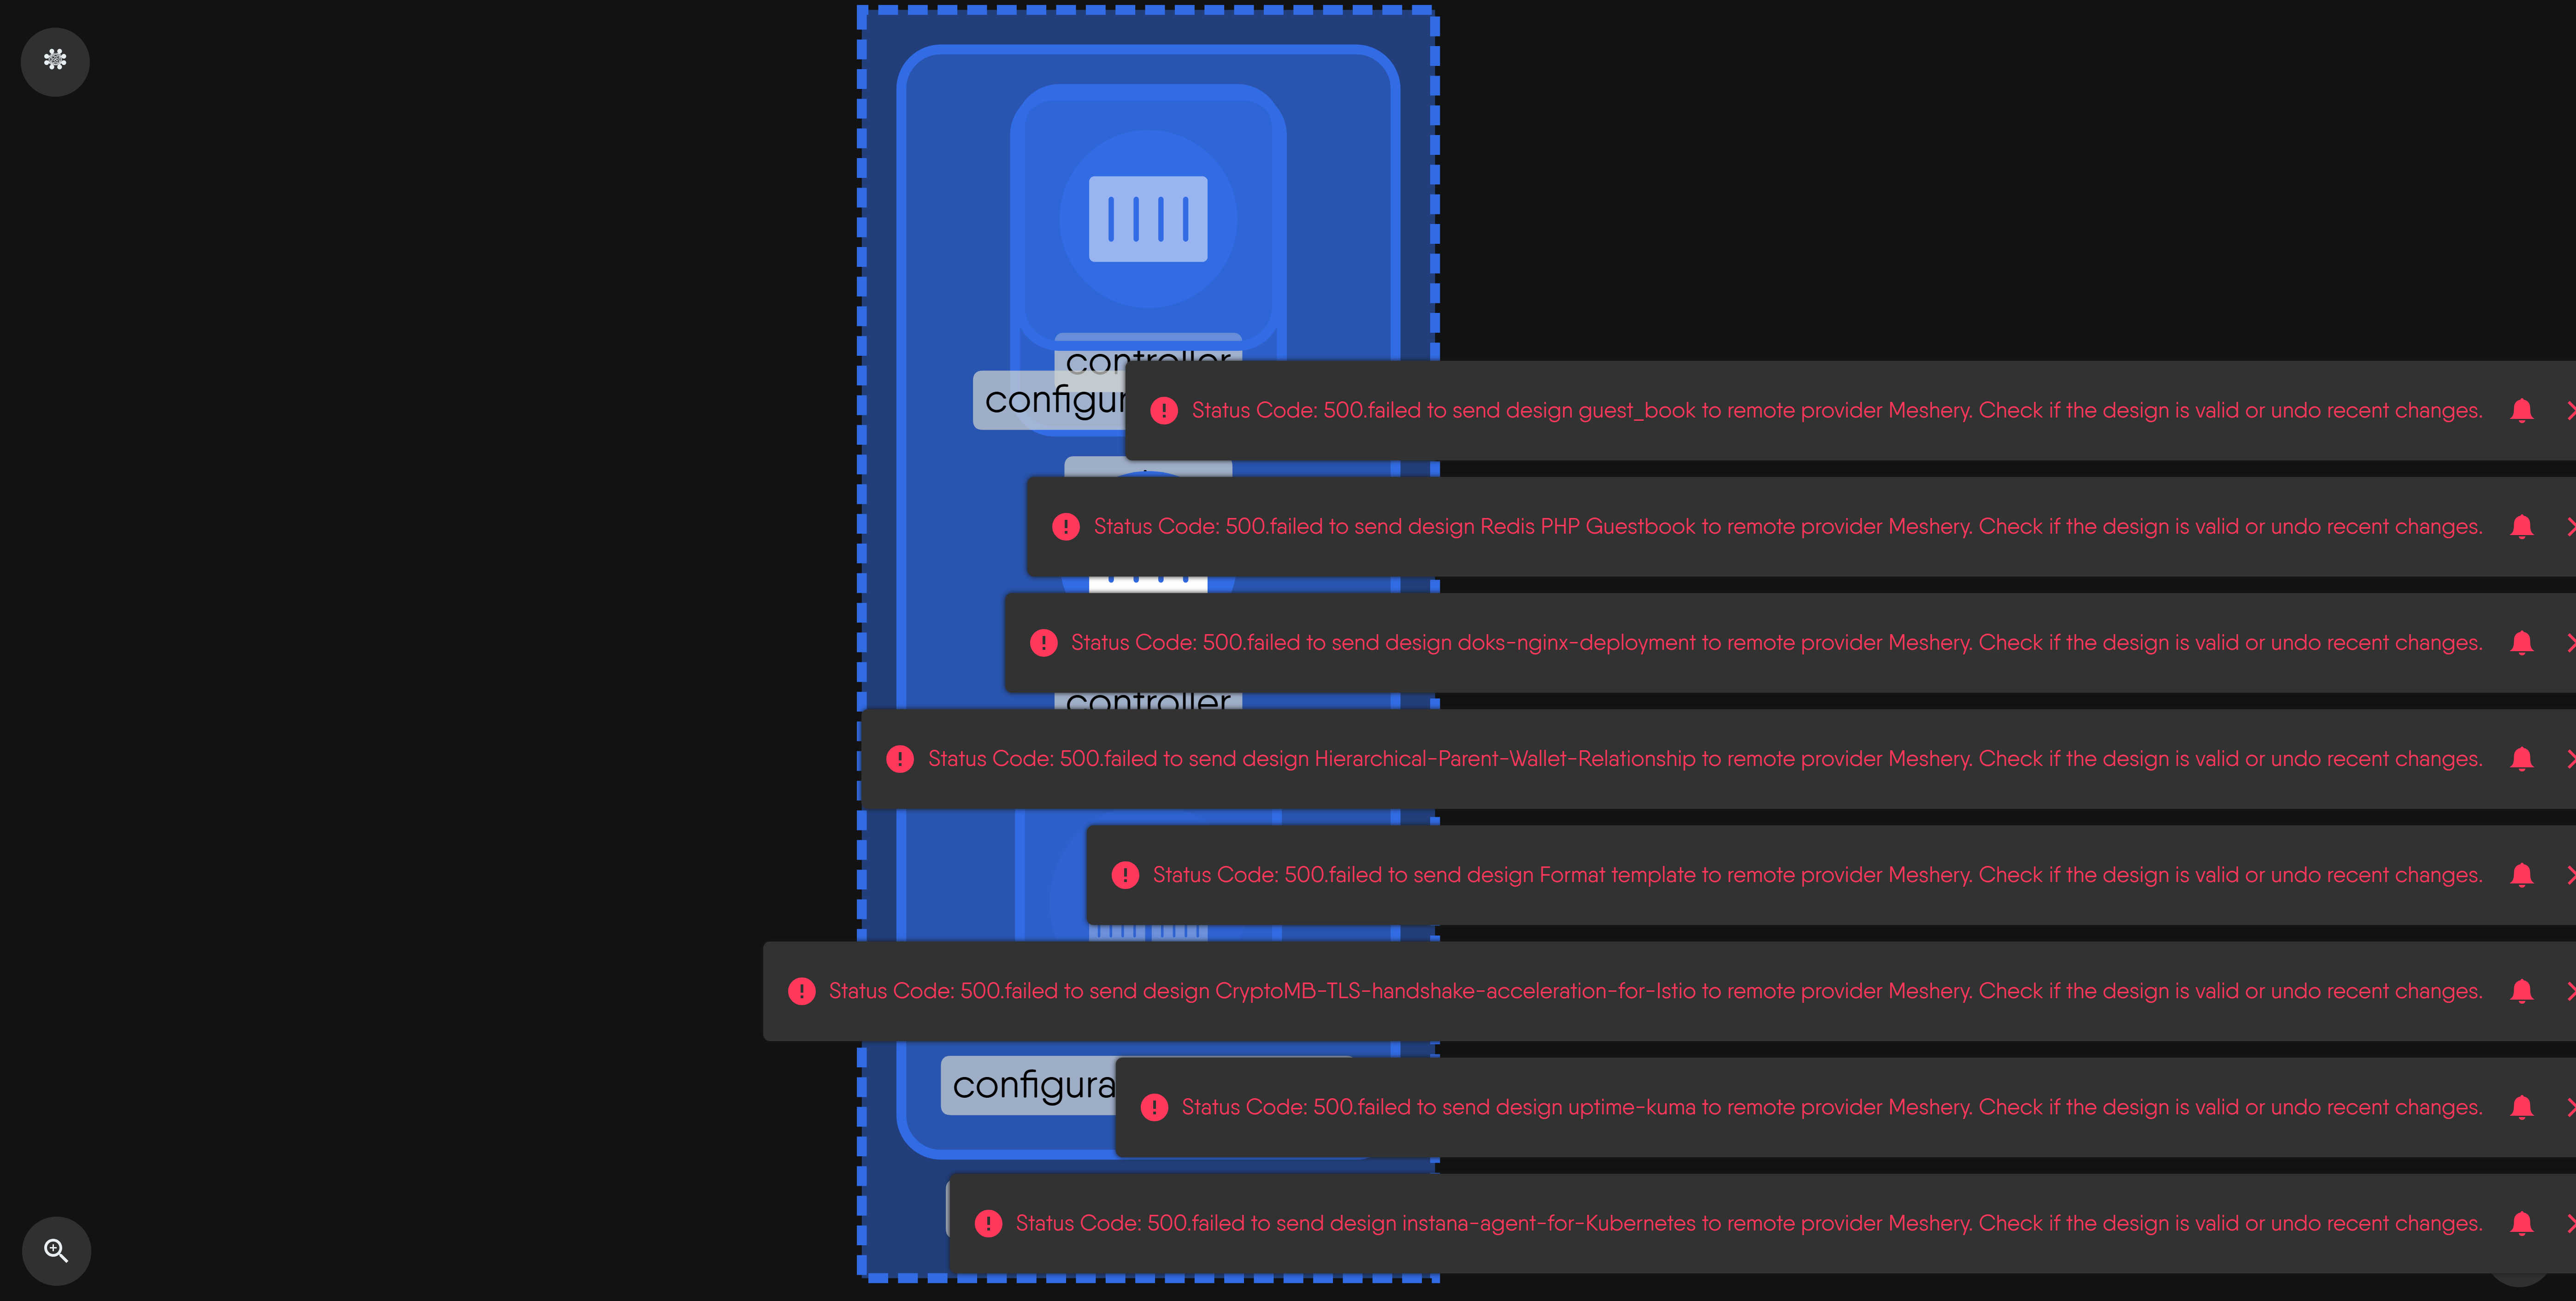 controller
configur
Status Code: 500.failed to send design guest_book to remote provider Meshery. Check if the design is valid or undo recent changes.
Status Code: 500.failed to send design Redis PHP Guestbook to remote provider Meshery. Check if the design is valid or undo recent changes.
Status Code: 500.failed to send design doks-nginx-deployment to remote provider Meshery. Check if the design is valid or undo recent changes.
controller
Status Code: 500.failed to send design Hierarchical-Parent-Wallet-Relationship to remote provider Meshery. Check if the design is valid or undo recent changes.
Status Code: 500.failed to send design Format template to remote provider Meshery. Check if the design is valid or undo recent changes.
Status Code: 500.failed to send design CryptoMB-TLS-handshake-acceleration-for-Istio to remote provider Meshery. Check if the design is valid or undo recent changes.
configura
Status Code: 500.failed to send design uptime-kuma to remote provider Meshery. Check if the design is valid or undo recent changes.
Status Code: 500.failed to send design instana-agent-for-Kubernetes to remote provider Meshery. Check if the design is valid or undo recent changes.